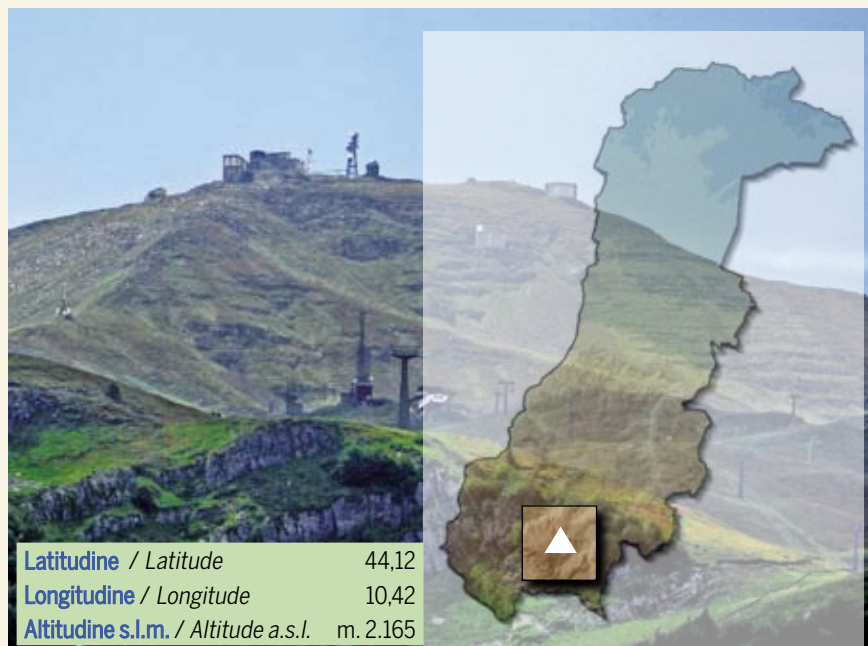 Latitudine / Latitude 44,12
Longitudine / Longitude 10,42
Altitudine s.l.m. / Altitude a.s.l. m. 2.165